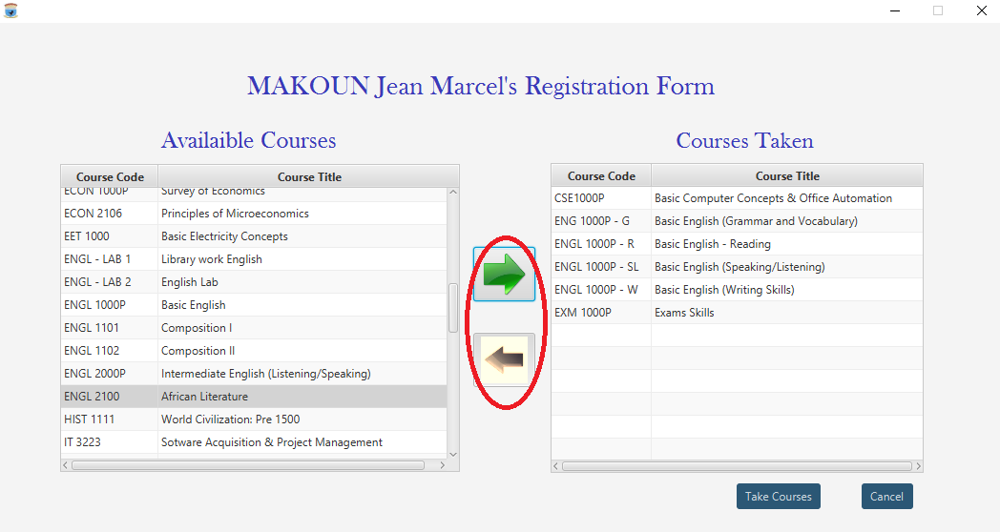 MAKOUN Jean Marcel's Registration Form
Availaible Courses
Course Code Course Title
ECON 1000P Survey of Economics
ECON 2106 Principles of Microeconomics
EET 1000 Basic Electricity Concepts
ENGL - LAB 1 Library work English
ENGL - LAB 2 English Lab
ENGL 1000P Basic English
ENGL 1101 Composition I
ENGL 1102 Composition II
ENGL 2000P Intermediate English (Listening/Speaking)
ENGL 2100 African Literature
HIST 1111 World Civilization: Pre 1500
IT 3223 Sotware Acquisition & Project Management
Courses Taken
Course Code Course Title
CSE1000P Basic Computer Concepts & Office Automation
ENG 1000P - G Basic English (Grammar and Vocabulary)
ENGL 1000P - R Basic English - Reading
ENGL 1000P - SL Basic English (Speaking/Listening)
ENGL 1000P - W Basic English (Writing Skills)
EXM 1000P Exams Skills
Take Courses Cancel